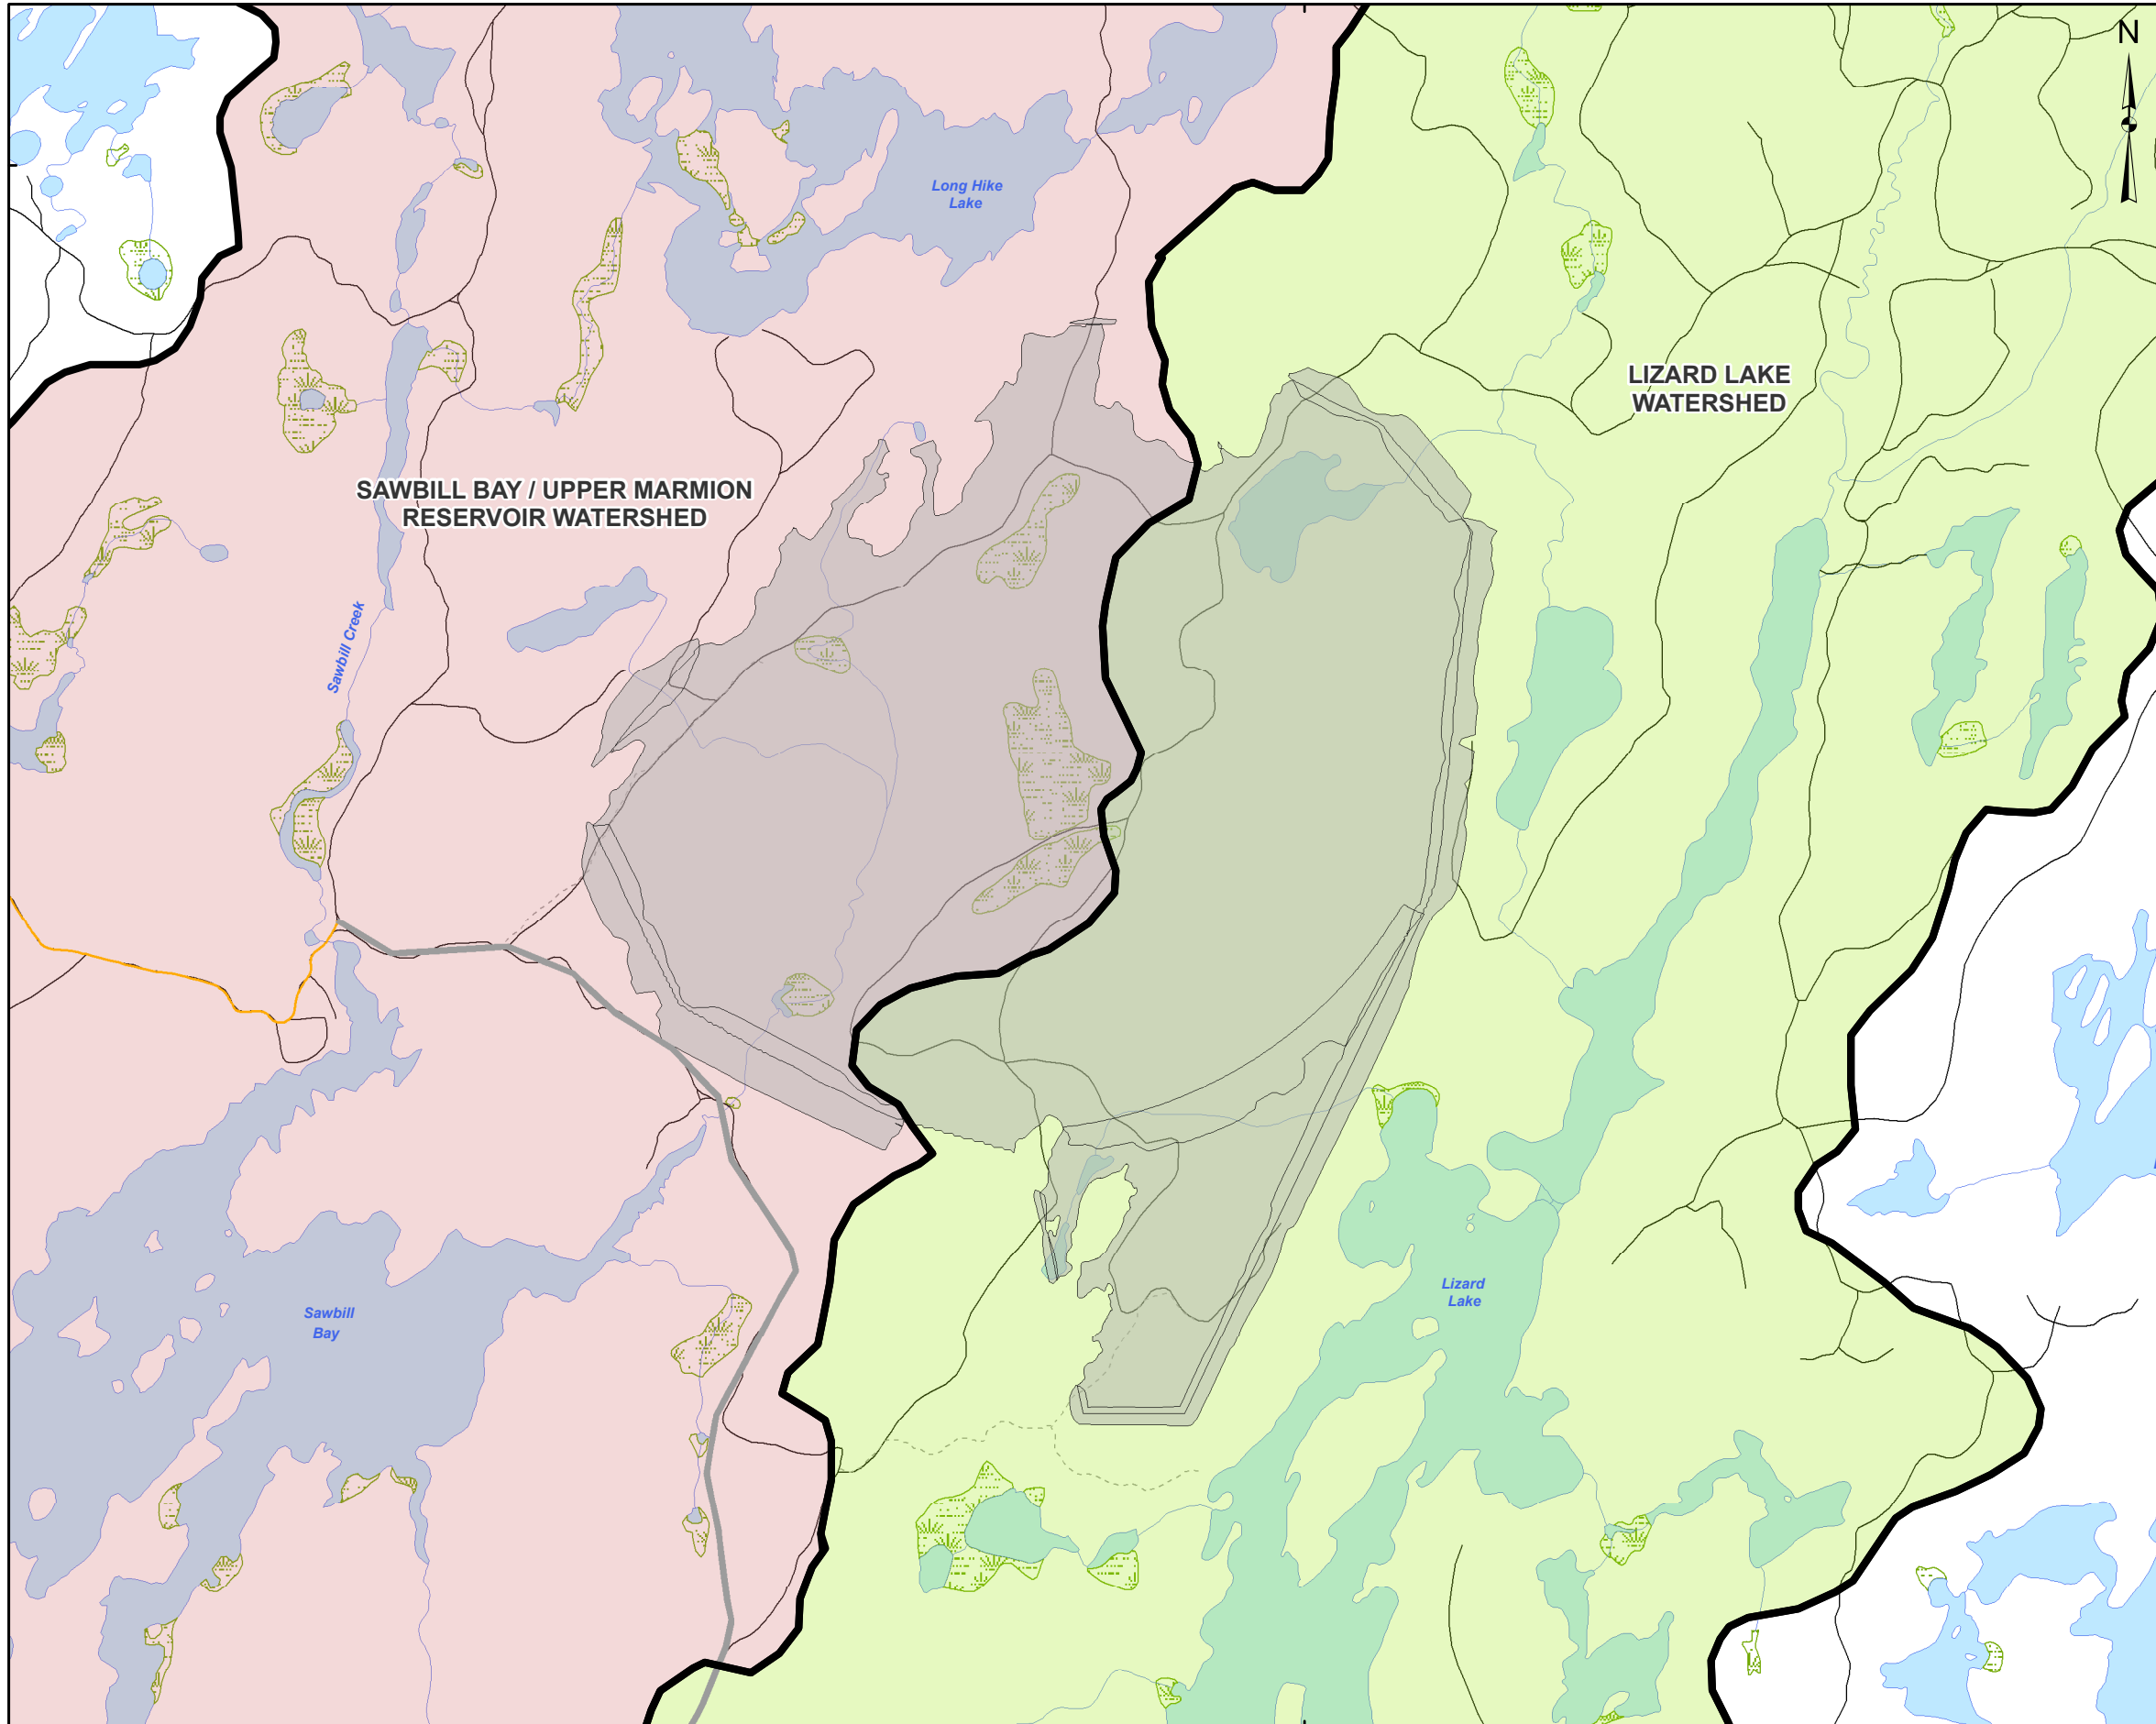 N
Long Hike
Lake
LIZARD LAKE
WATERSHED
SAWBILL BAY / UPPER MARMION
RESERVOIR WATERSHED
Sawbill Creek
Lizard
Lake
Sawbill
Bay